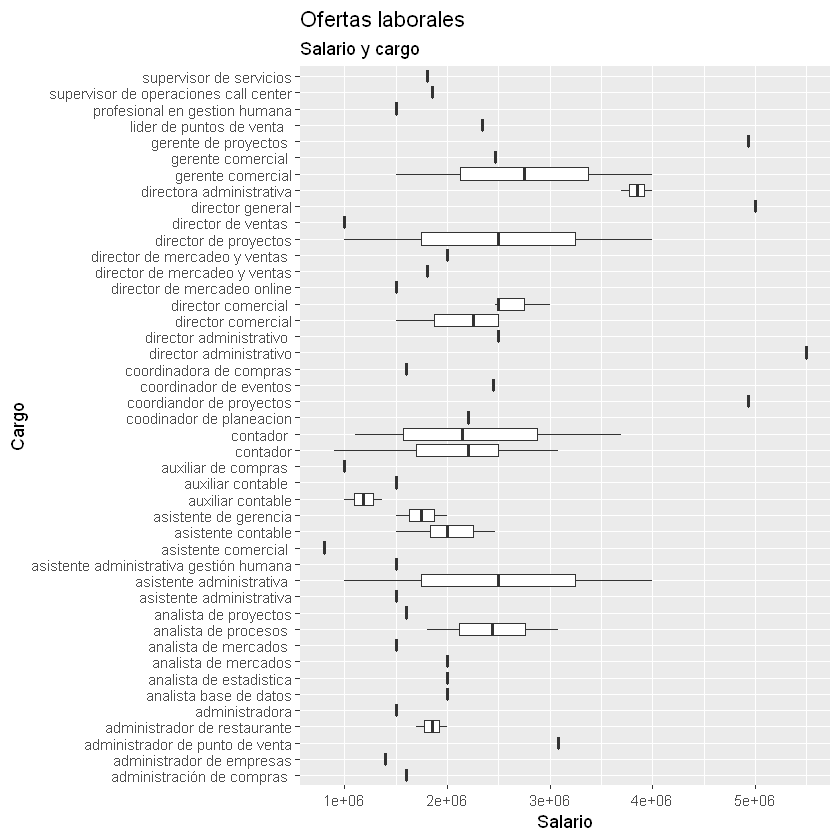 Ofertas laborales
Salario y cargo
supervisor de servicios
supervisor de operaciones call center
profesional en gestion humana
lider de puntos de venta
gerente de proyectos
gerente comercial
gerente comercial
directora administrativa
director general
director de ventas
director de proyectos
director de mercadeo y ventas
director de mercadeo y ventas
director de mercadeo online
director comercial
director comercial
director administrativo
director administrativo
coordinadora de compras
coordinador de eventos
coordiandor de proyectos
coodinador de planeacion
contador
contador
auxiliar de compras
auxiliar contable
auxiliar contable
asistente de gerencia
asistente contable
asistente comercial
asistente administrativa gestión humana
asistente administrativa
asistente administrativa
analista de proyectos
analista de procesos
analista de mercados
analista de mercados
analista de estadistica
analista base de datos
administradora
administrador de restaurante
administrador de punto de venta
administrador de empresas
administración de compras
Cargo
1e+06 2e+06 3e+06 4e+06 5e+06
Salario